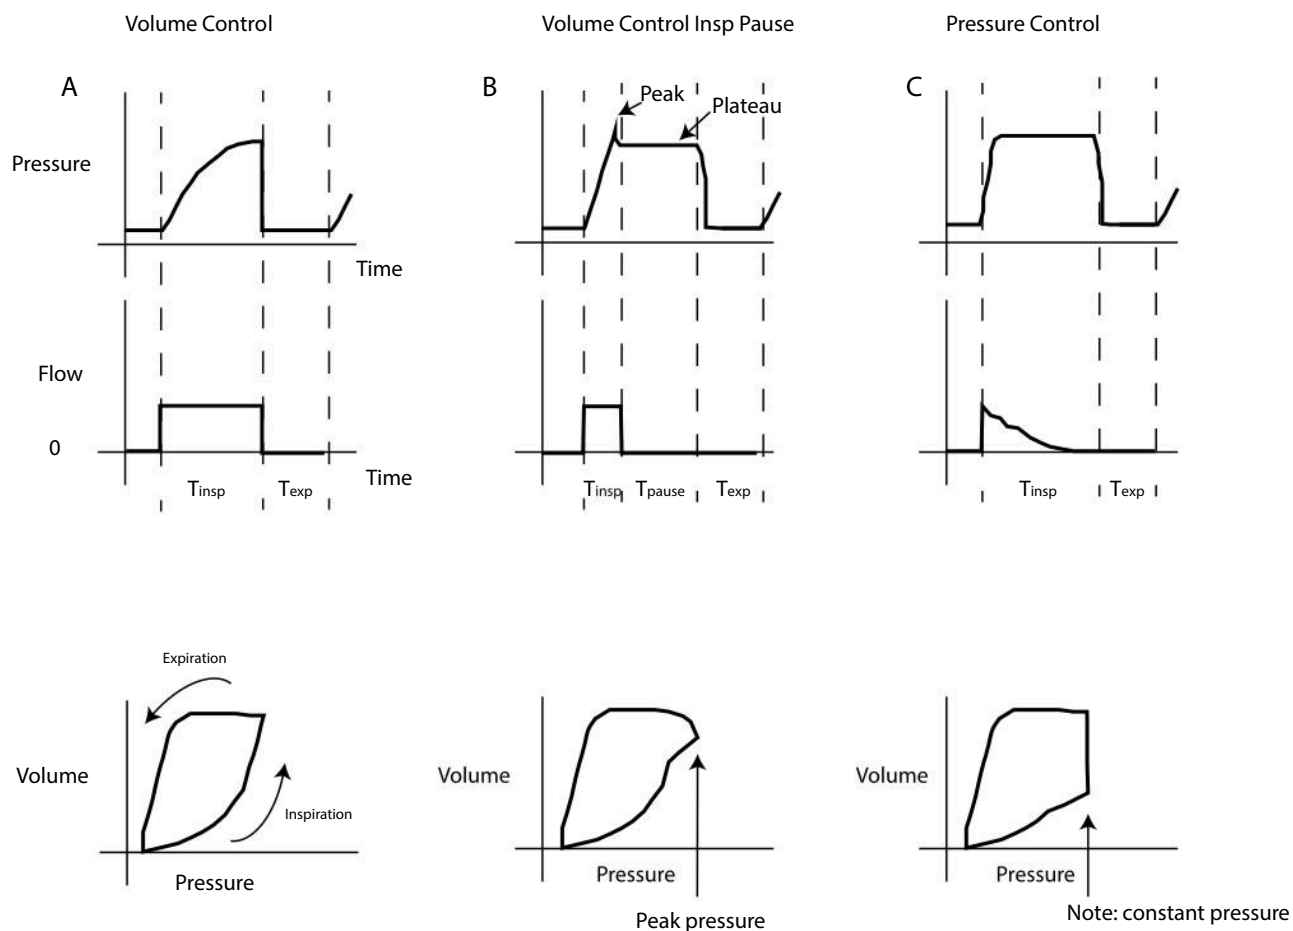 Volume Control
Volume Control Insp Pause
Pressure Control
A
B
C
Peak
Plateau
Pressure
Time
Flow
0
Time
Tinsp
Texp
Tinsp
Tpause
Texp
Tinsp
Texp
Expiration
Volume
Inspiration
Pressure
Volume
Pressure
Peak pressure
Volume
Pressure
Note: constant pressure